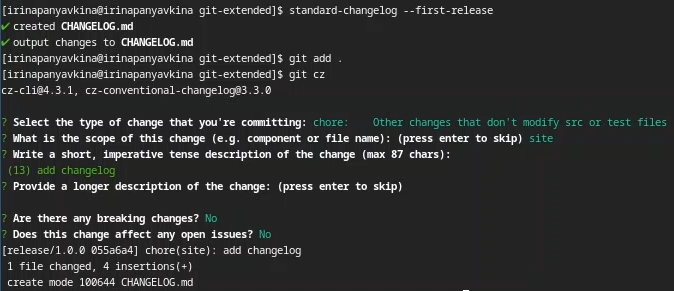 [irinapanyavkina@irinapanyavkina git-extended]$ standard-changelog --first-release
✔ created CHANGELOG.md
✔ output changes to CHANGELOG.md
[irinapanyavkina@irinapanyavkina git-extended]$ git add .
[irinapanyavkina@irinapanyavkina git-extended]$ git cz
cz-cli@4.3.1, cz-conventional-changelog@3.3.0
? Select the type of change that you're committing: chore:    Other changes that don't modify src or test files
? What is the scope of this change (e.g. component or file name): (press enter to skip) site
? Write a short, imperative tense description of the change (max 87 chars):
(13) add changelog
? Provide a longer description of the change: (press enter to skip)
? Are there any breaking changes? No
? Does this change affect any open issues? No
[release/1.0.0 055a6a4] chore(site): add changelog
1 file changed, 4 insertions(+)
create mode 100644 CHANGELOG.md